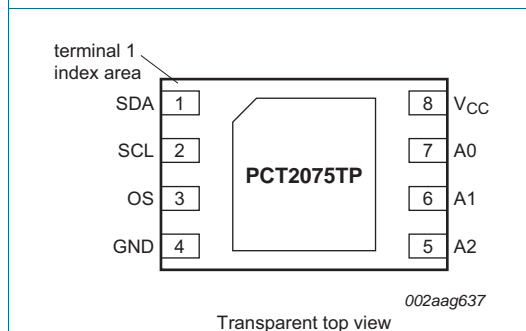 terminal 1
index area
SDA 1
SCL 2
OS 3
GND 4
PCT2075TP
8 VCC
7 A0
6 A1
5 A2
002aag637
Transparent top view